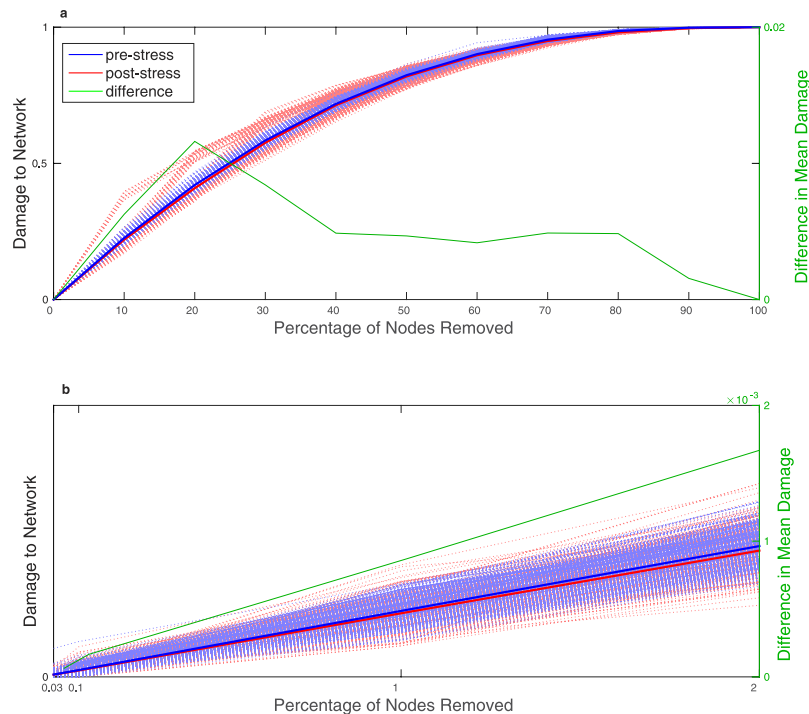 a
1
0.02
pre-stress
post-stress
difference
Damage to Network
0.5
Difference in Mean Damage
0
0
0 10 20 30 40 50 60 70 80 90 100
Percentage of Nodes Removed
b
×10⁻³
2
Damage to Network
1
Difference in Mean Damage
0
0.03 0.1 1 2
Percentage of Nodes Removed